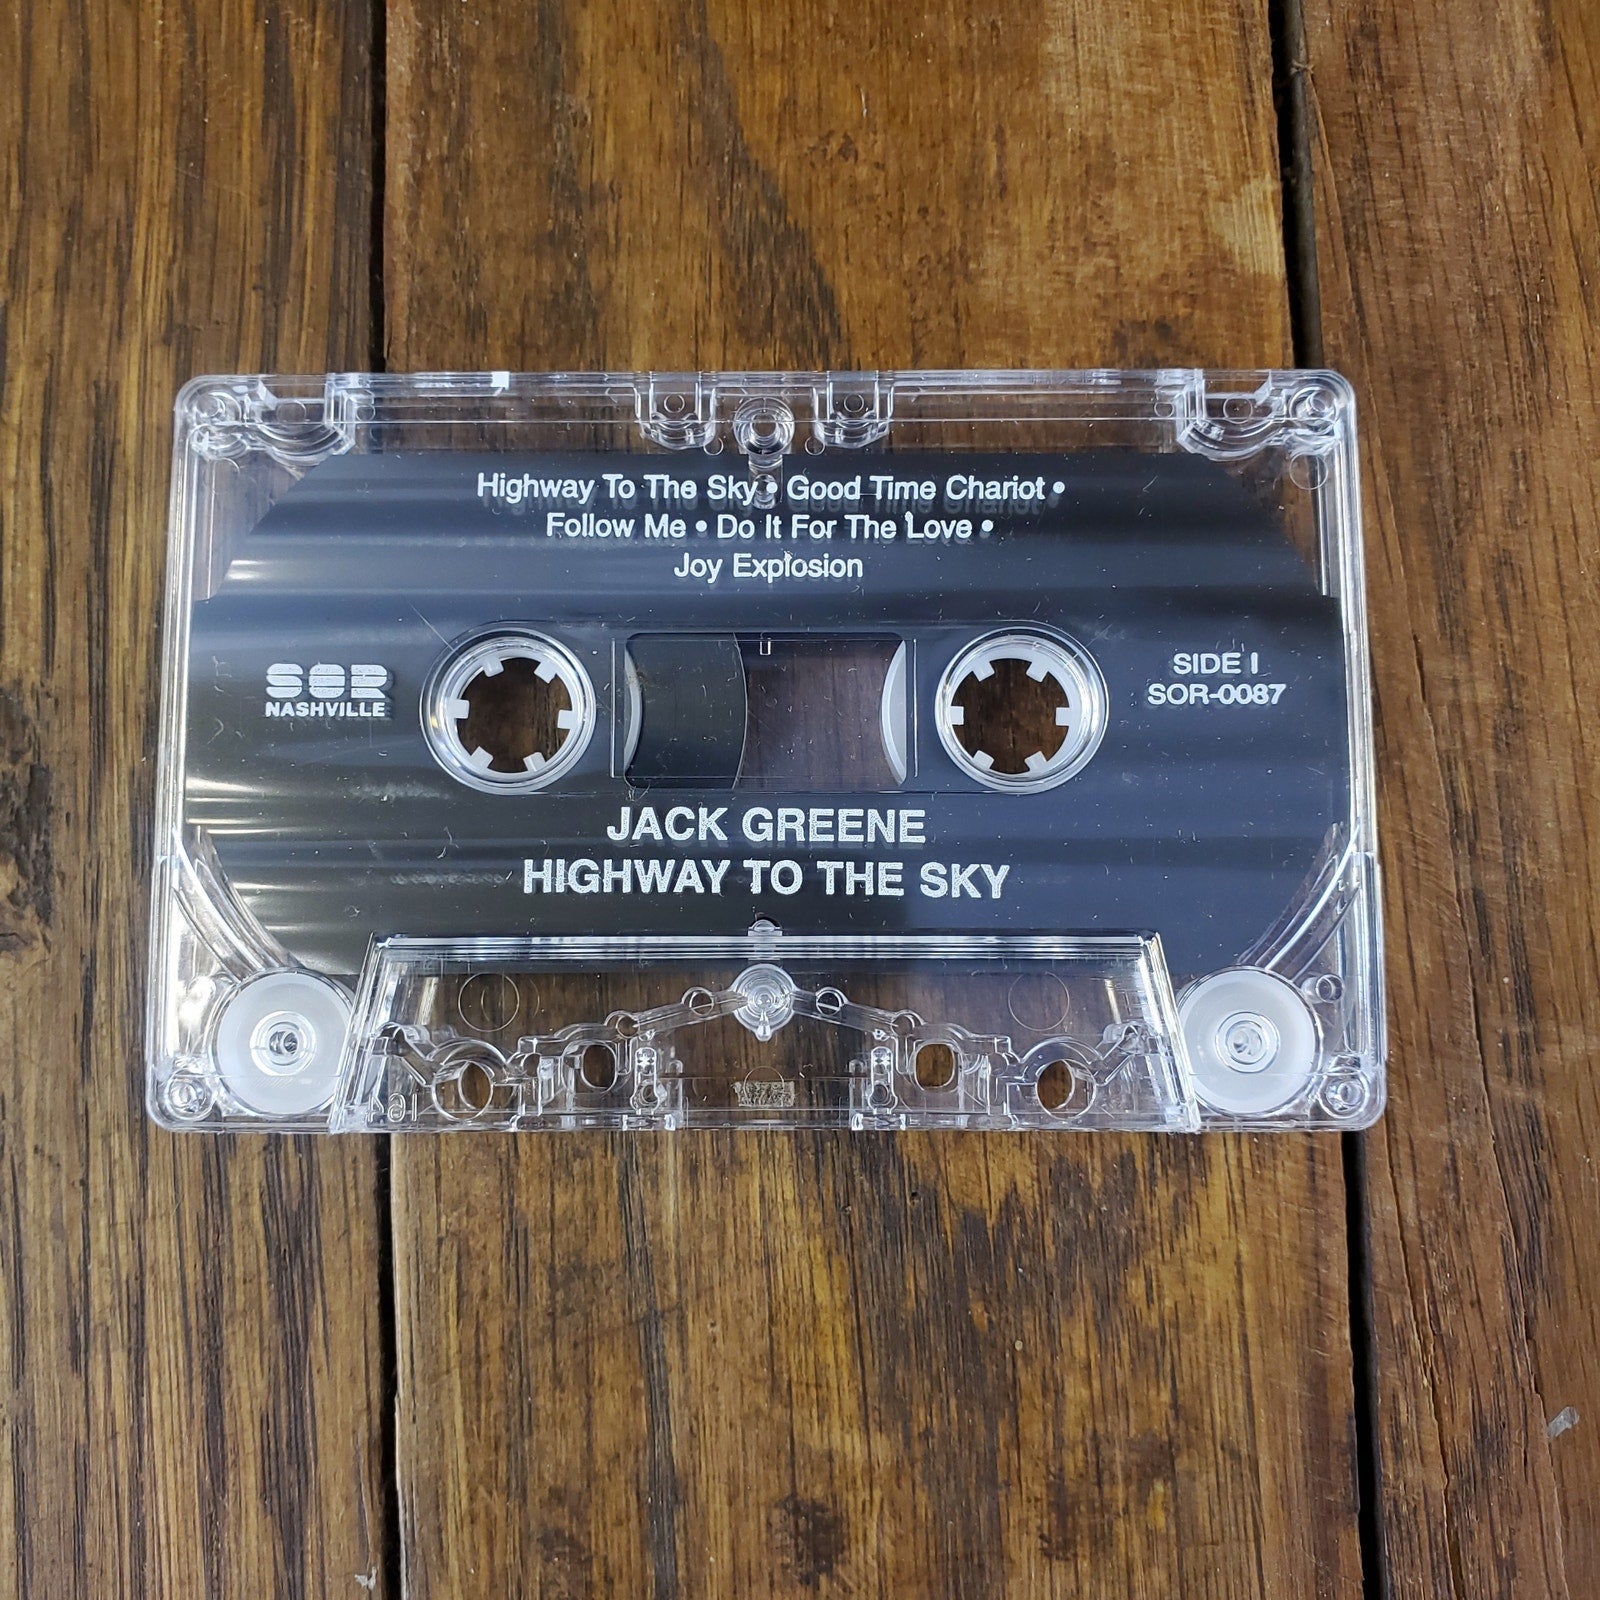 Highway To The Sky • Good Time Chariot •
Follow Me • Do It For The Love •
Joy Explosion
SOR
NASHVILLE
SIDE I
SOR-0087
JACK GREENE
HIGHWAY TO THE SKY